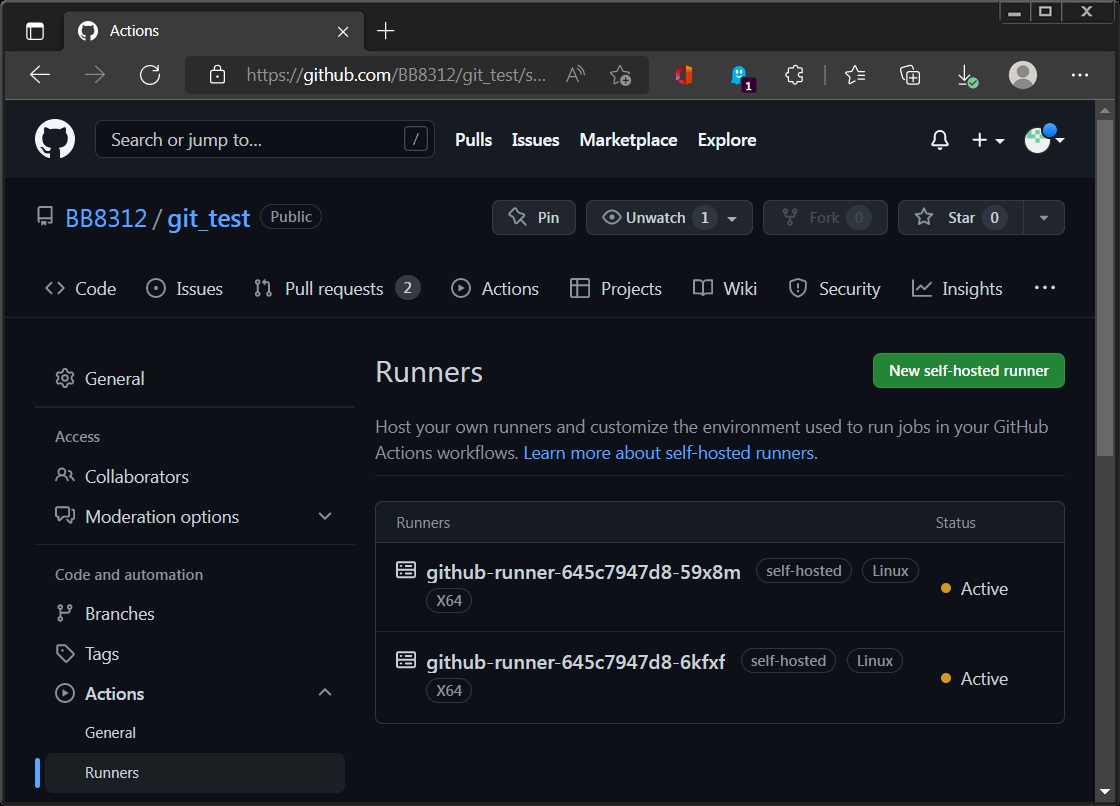 Actions
https://github.com/BB8312/git_test/s...
1
Search or jump to...
/
Pulls
Issues
Marketplace
Explore
BB8312 / git_test
Public
Pin
Unwatch 1
Fork 0
Star 0
Code
Issues
Pull requests 2
Actions
Projects
Wiki
Security
Insights
General
Access
Collaborators
Moderation options
Code and automation
Branches
Tags
Actions
General
Runners
Runners
New self-hosted runner
Host your own runners and customize the environment used to run jobs in your GitHub
Actions workflows. Learn more about self-hosted runners.
Runners
Status
github-runner-645c7947d8-59x8m
self-hosted
Linux
X64
Active
github-runner-645c7947d8-6kfxf
self-hosted
Linux
X64
Active